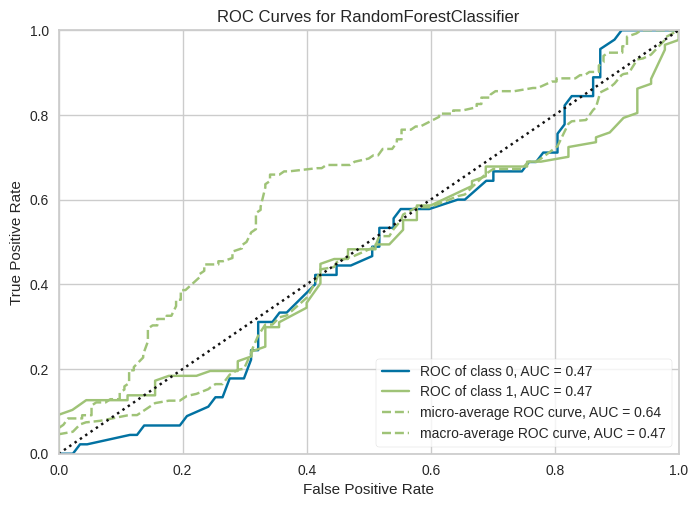 ROC Curves for RandomForestClassifier
1.0
0.8
0.6
0.4
0.2
0.0
True Positive Rate
ROC of class 0, AUC = 0.47
ROC of class 1, AUC = 0.47
micro-average ROC curve, AUC = 0.64
macro-average ROC curve, AUC = 0.47
0.0 0.2 0.4 0.6 0.8 1.0
False Positive Rate